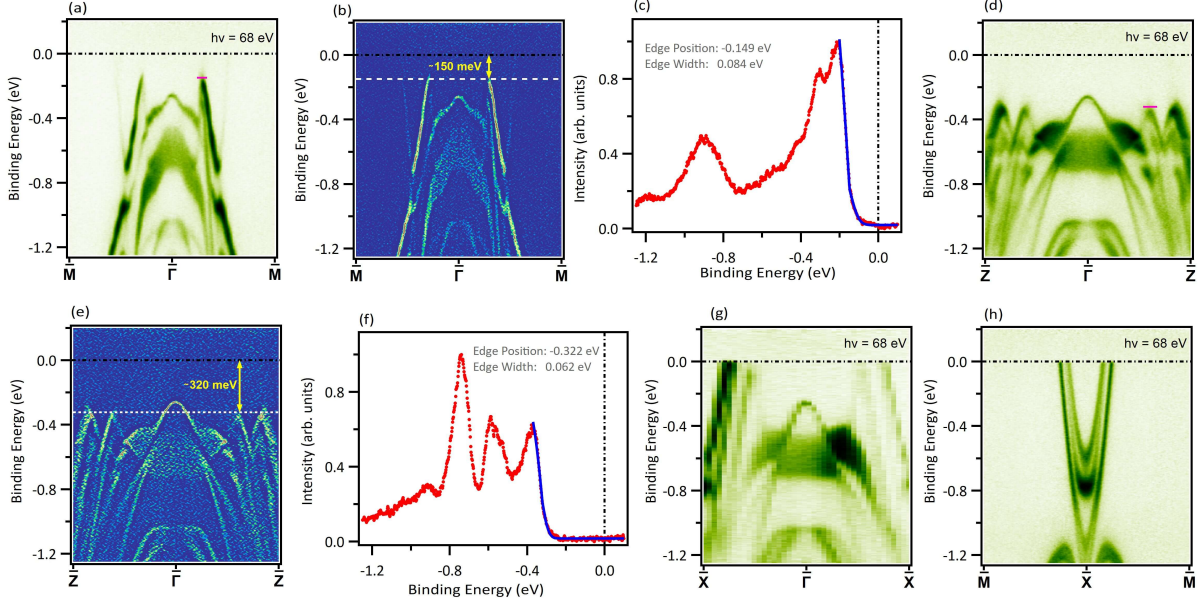 (a)
hν = 68 eV
Binding Energy (eV)
0.0
-0.4
-0.8
-1.2
M̅
Γ̅
M̅
(b)
~150 meV
Binding Energy (eV)
0.0
-0.4
-0.8
-1.2
M̅
Γ̅
M̅
(c)
Edge Position: -0.149 eV
Edge Width: 0.084 eV
Intensity (arb. units)
0.8
0.4
0.0
-1.2
-0.8
-0.4
0.0
Binding Energy (eV)
(d)
hν = 68 eV
Binding Energy (eV)
0.0
-0.4
-0.8
-1.2
Z̅
Γ̅
Z̅
(e)
~320 meV
Binding Energy (eV)
0.0
-0.4
-0.8
-1.2
Z̅
Γ̅
Z̅
(f)
Edge Position: -0.322 eV
Edge Width: 0.062 eV
Intensity (arb. units)
0.8
0.4
0.0
-1.2
-0.8
-0.4
0.0
Binding Energy (eV)
(g)
hν = 68 eV
Binding Energy (eV)
0.0
-0.4
-0.8
-1.2
X̅
Γ̅
X̅
(h)
hν = 68 eV
Binding Energy (eV)
0.0
-0.4
-0.8
-1.2
M̅
X̅
M̅